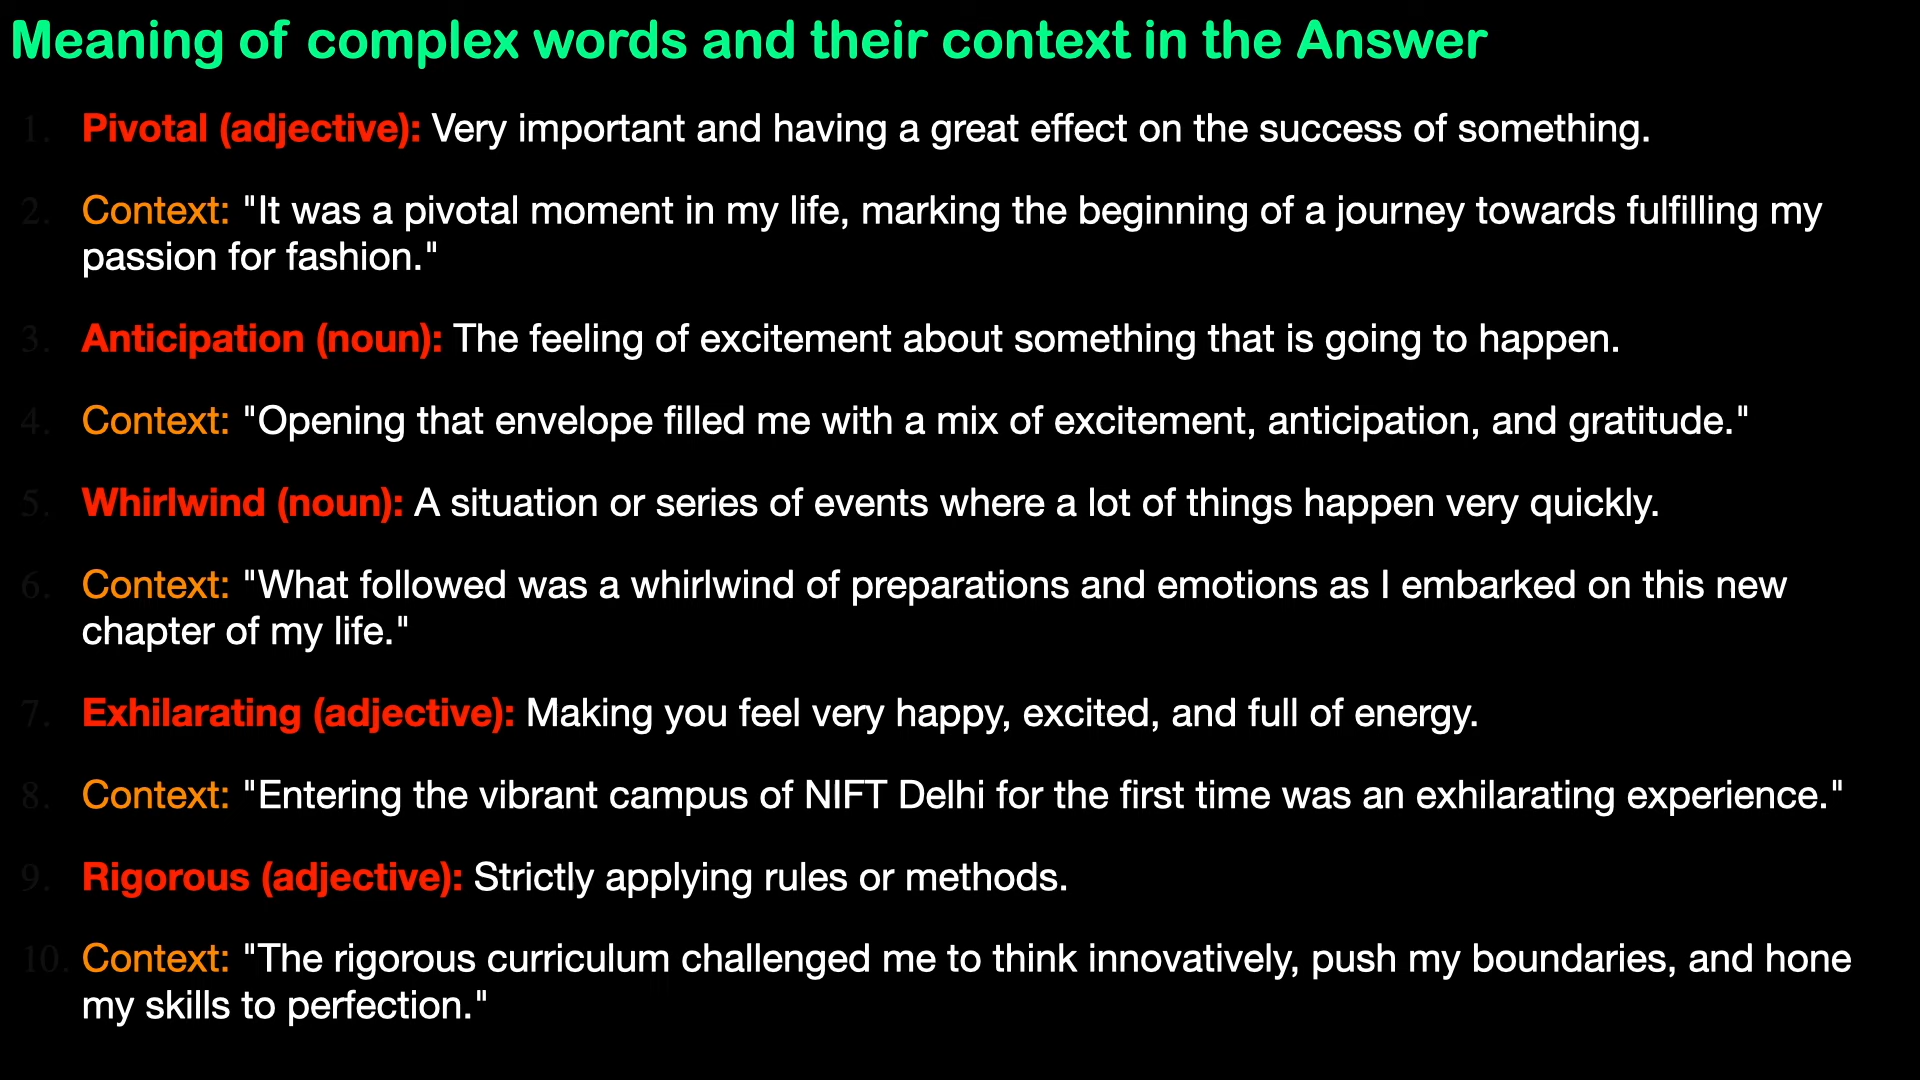 Meaning of complex words and their context in the Answer
1. Pivotal (adjective): Very important and having a great effect on the success of something.
2. Context: "It was a pivotal moment in my life, marking the beginning of a journey towards fulfilling my
passion for fashion."
3. Anticipation (noun): The feeling of excitement about something that is going to happen.
4. Context: "Opening that envelope filled me with a mix of excitement, anticipation, and gratitude."
5. Whirlwind (noun): A situation or series of events where a lot of things happen very quickly.
6. Context: "What followed was a whirlwind of preparations and emotions as I embarked on this new
chapter of my life."
7. Exhilarating (adjective): Making you feel very happy, excited, and full of energy.
8. Context: "Entering the vibrant campus of NIFT Delhi for the first time was an exhilarating experience."
9. Rigorous (adjective): Strictly applying rules or methods.
10. Context: "The rigorous curriculum challenged me to think innovatively, push my boundaries, and hone
my skills to perfection."